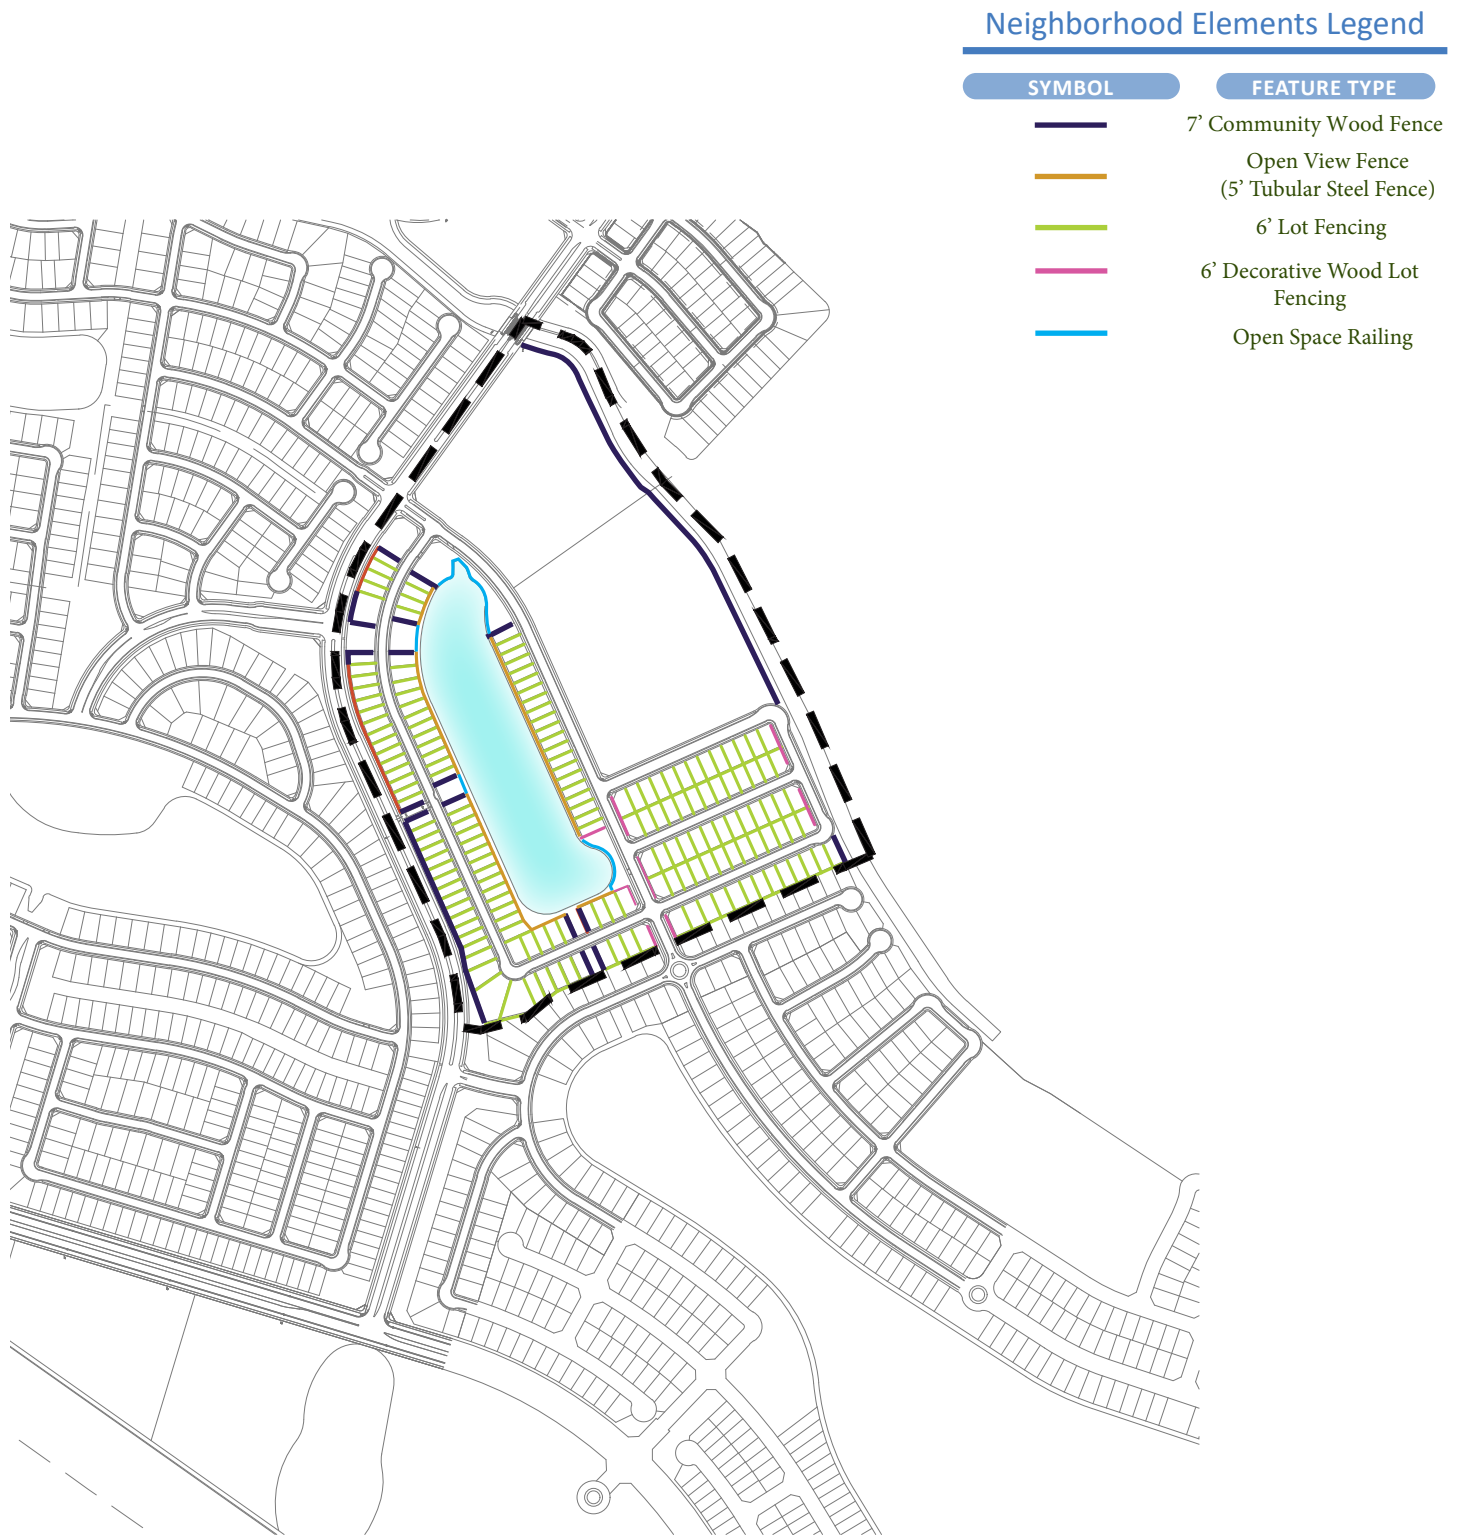 Neighborhood Elements Legend
SYMBOL
FEATURE TYPE
7’ Community Wood Fence
Open View Fence
(5’ Tubular Steel Fence)
6’ Lot Fencing
6’ Decorative Wood Lot
Fencing
Open Space Railing